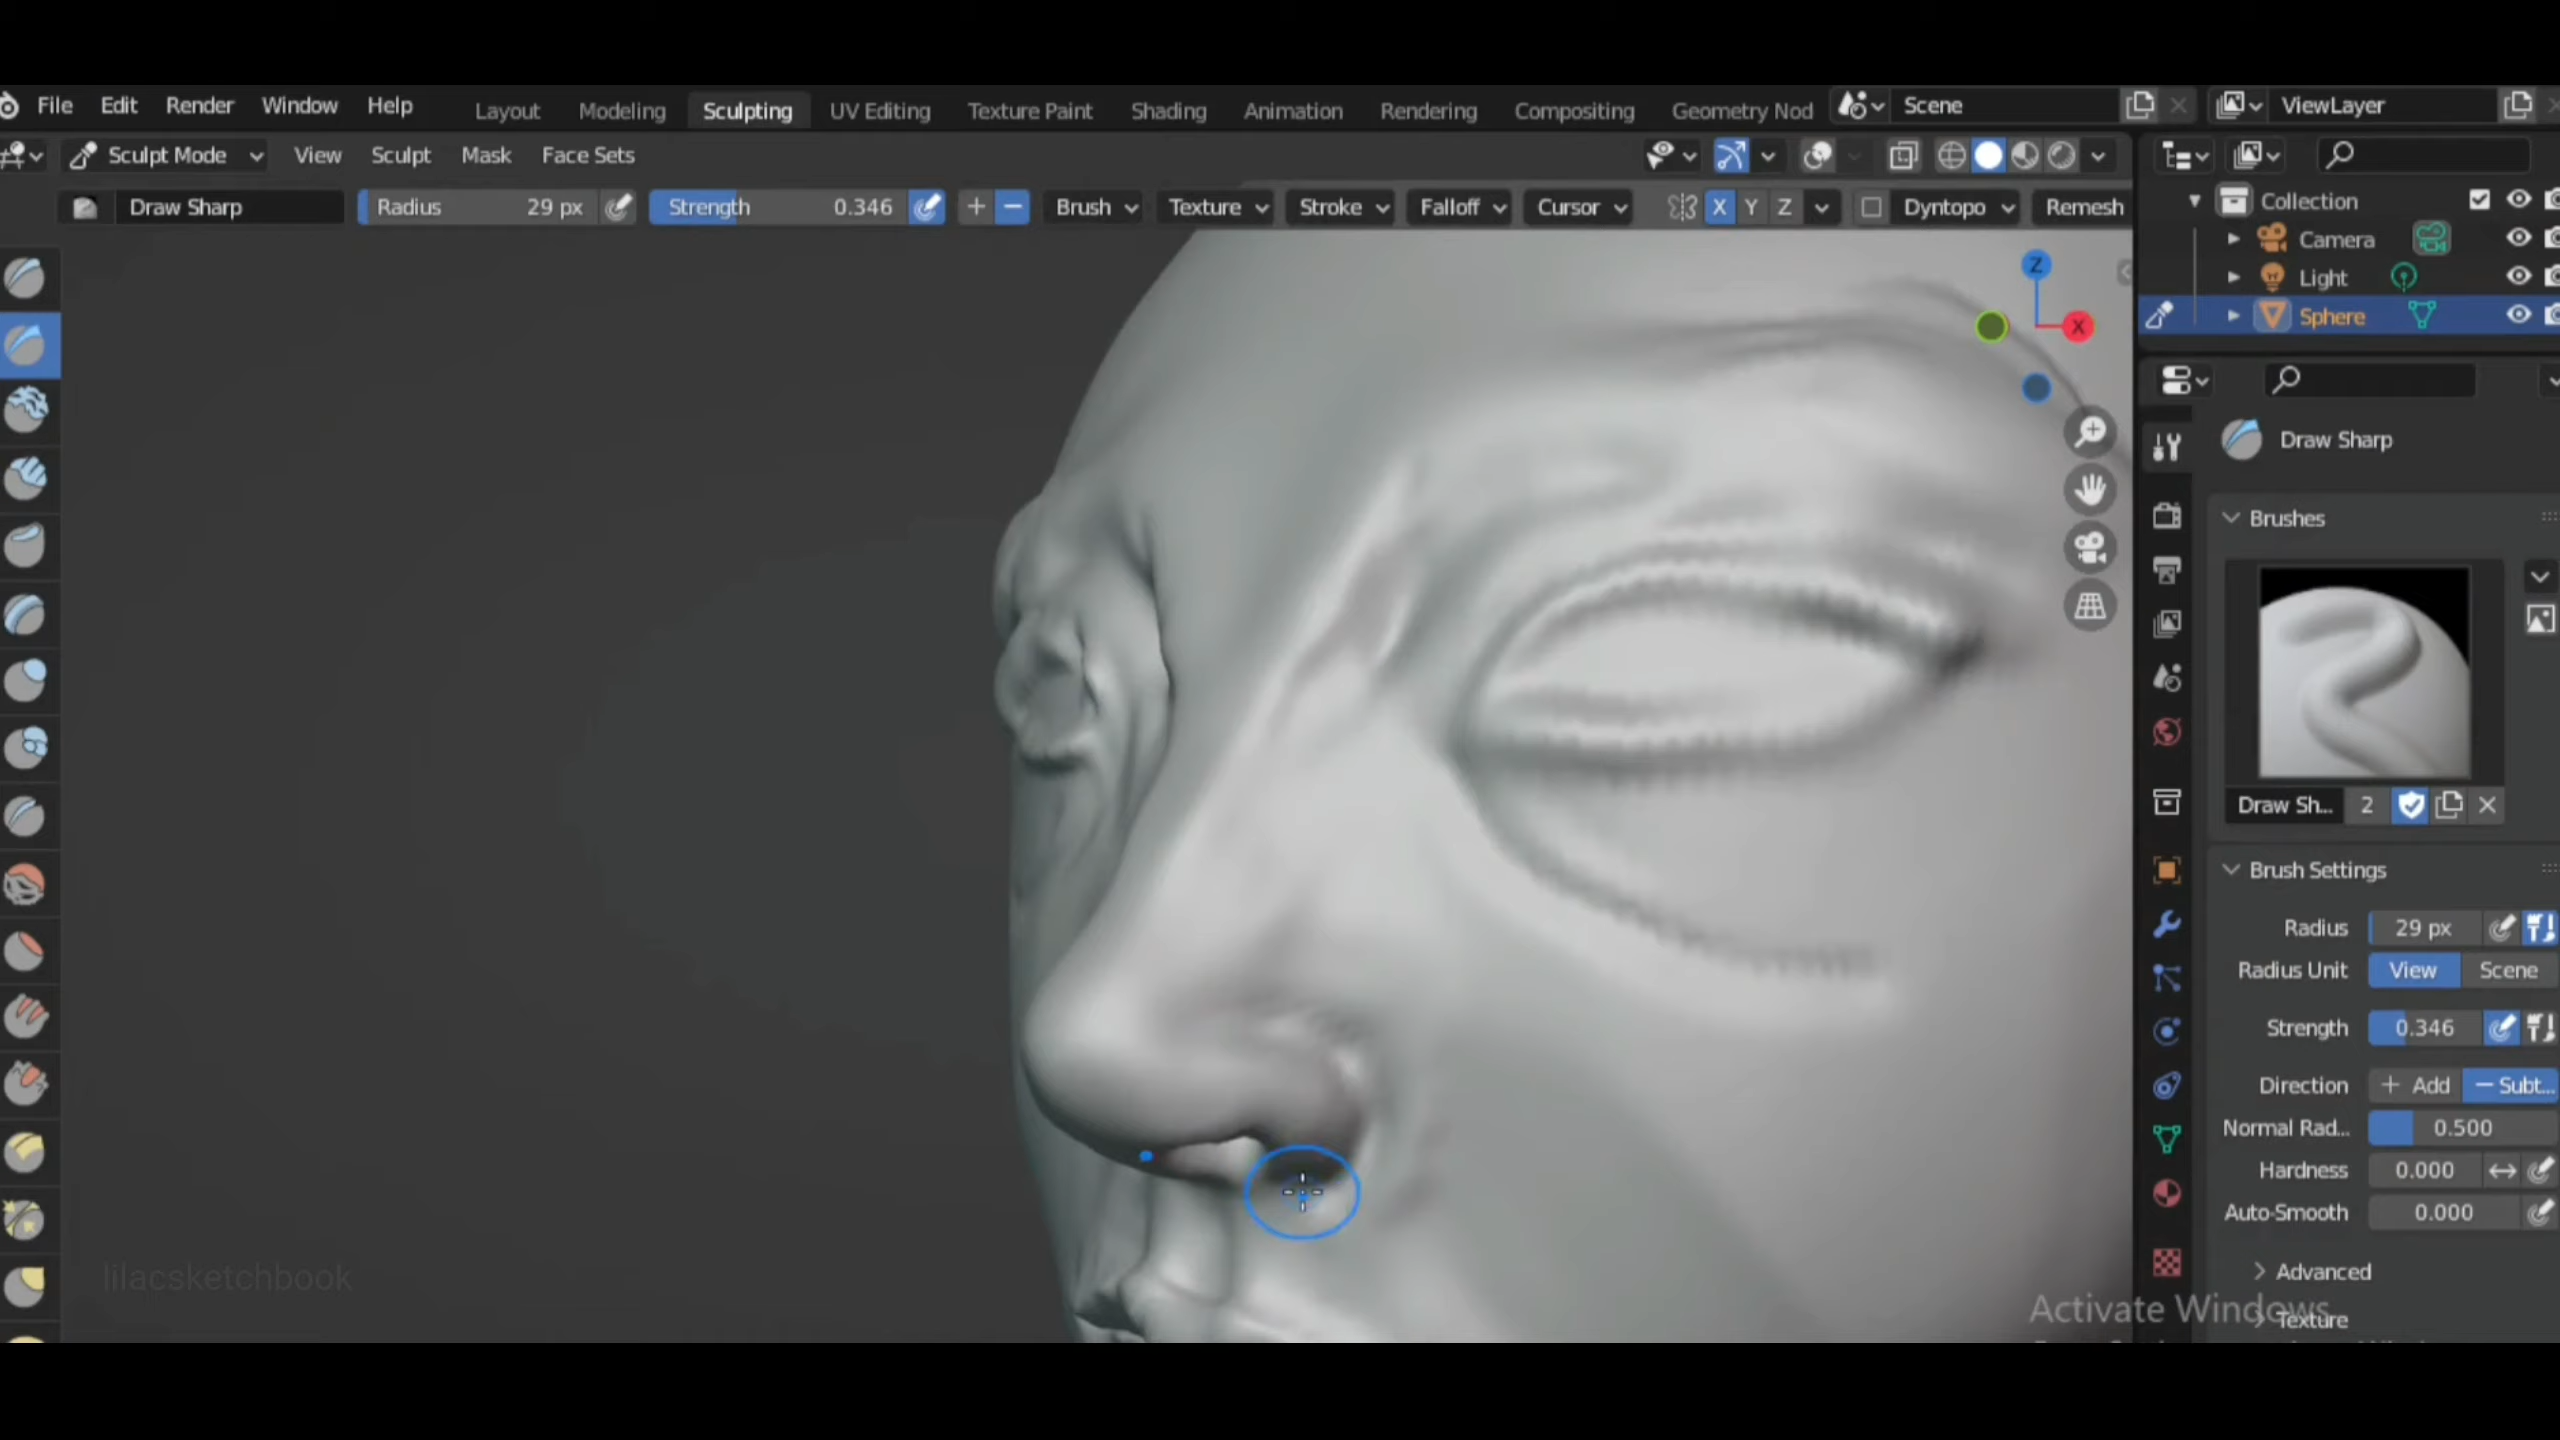 File Edit Render Window Help Layout Modeling Sculpting UV Editing Texture Paint Shading Animation Rendering Compositing Geometry Nod Scene ViewLayer
Sculpt Mode View Sculpt Mask Face Sets
Draw Sharp Radius 29 px Strength 0.346 + − Brush Texture Stroke Falloff Cursor X Y Z Dyntopo Remesh
Collection
Camera
Light
Sphere
Z
X
Draw Sharp
Brushes
Draw Sh... 2
Brush Settings
Radius 29 px
Radius Unit View Scene
Strength 0.346
Direction + Add − Subt...
Normal Rad... 0.500
Hardness 0.000
Auto-Smooth 0.000
Advanced
lilacsketchbook
Activate Windows
Texture